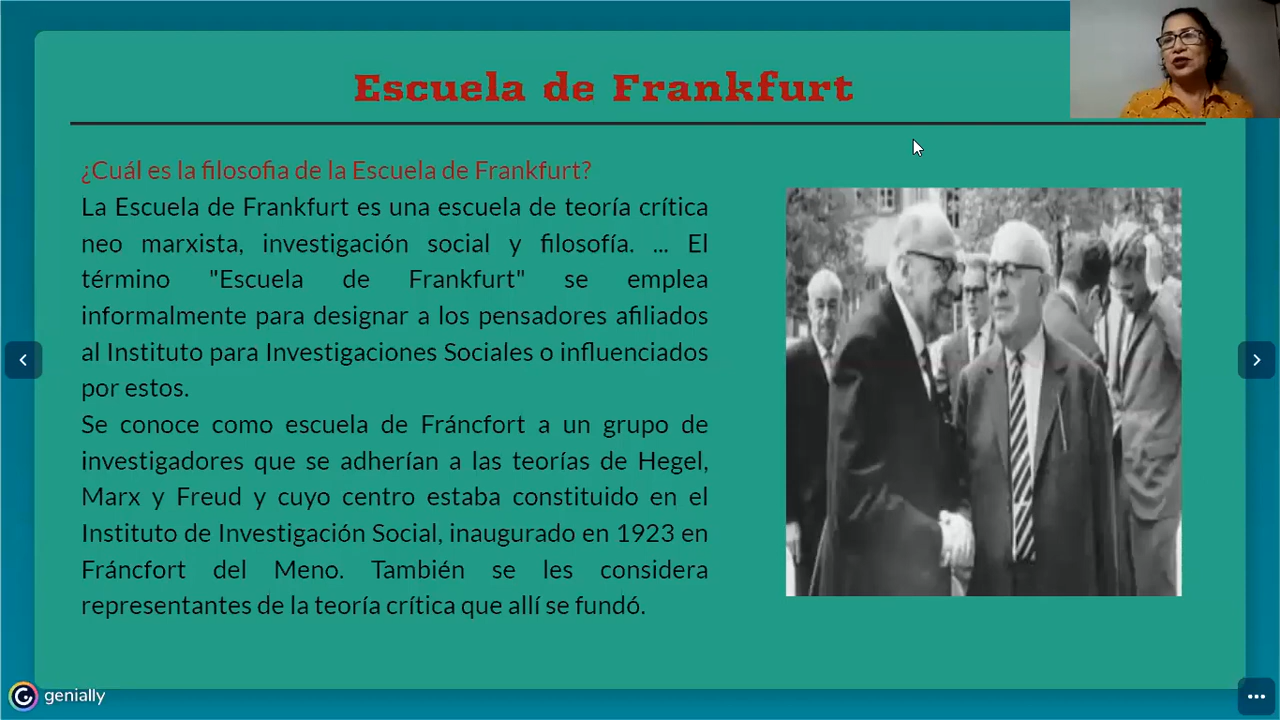 Escuela de Frankfurt
¿Cuál es la filosofia de la Escuela de Frankfurt?
La Escuela de Frankfurt es una escuela de teoría crítica
neo marxista, investigación social y filosofía. ... El
término "Escuela de Frankfurt" se emplea
informalmente para designar a los pensadores afiliados
al Instituto para Investigaciones Sociales o influenciados
por estos.
Se conoce como escuela de Fráncfort a un grupo de
investigadores que se adherían a las teorías de Hegel,
Marx y Freud y cuyo centro estaba constituido en el
Instituto de Investigación Social, inaugurado en 1923 en
Fráncfort del Meno. También se les considera
representantes de la teoría crítica que allí se fundó.
genially